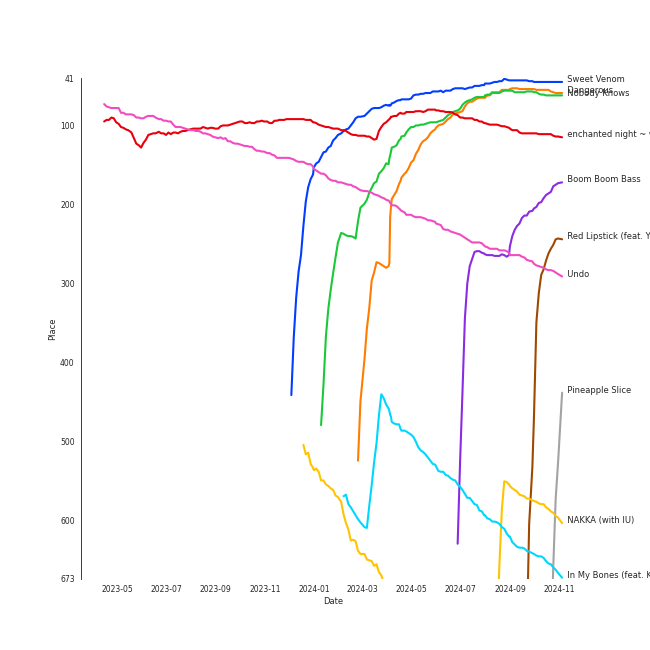 41
100
200
300
400
500
600
673
Place
2023-05
2023-07
2023-09
2023-11
2024-01
2024-03
2024-05
2024-07
2024-09
2024-11
Date
Sweet Venom
Dangerous
Nobody Knows
enchanted night ~
Boom Boom Bass
Red Lipstick (feat. Y
Undo
Pineapple Slice
NAKKA (with IU)
In My Bones (feat. K